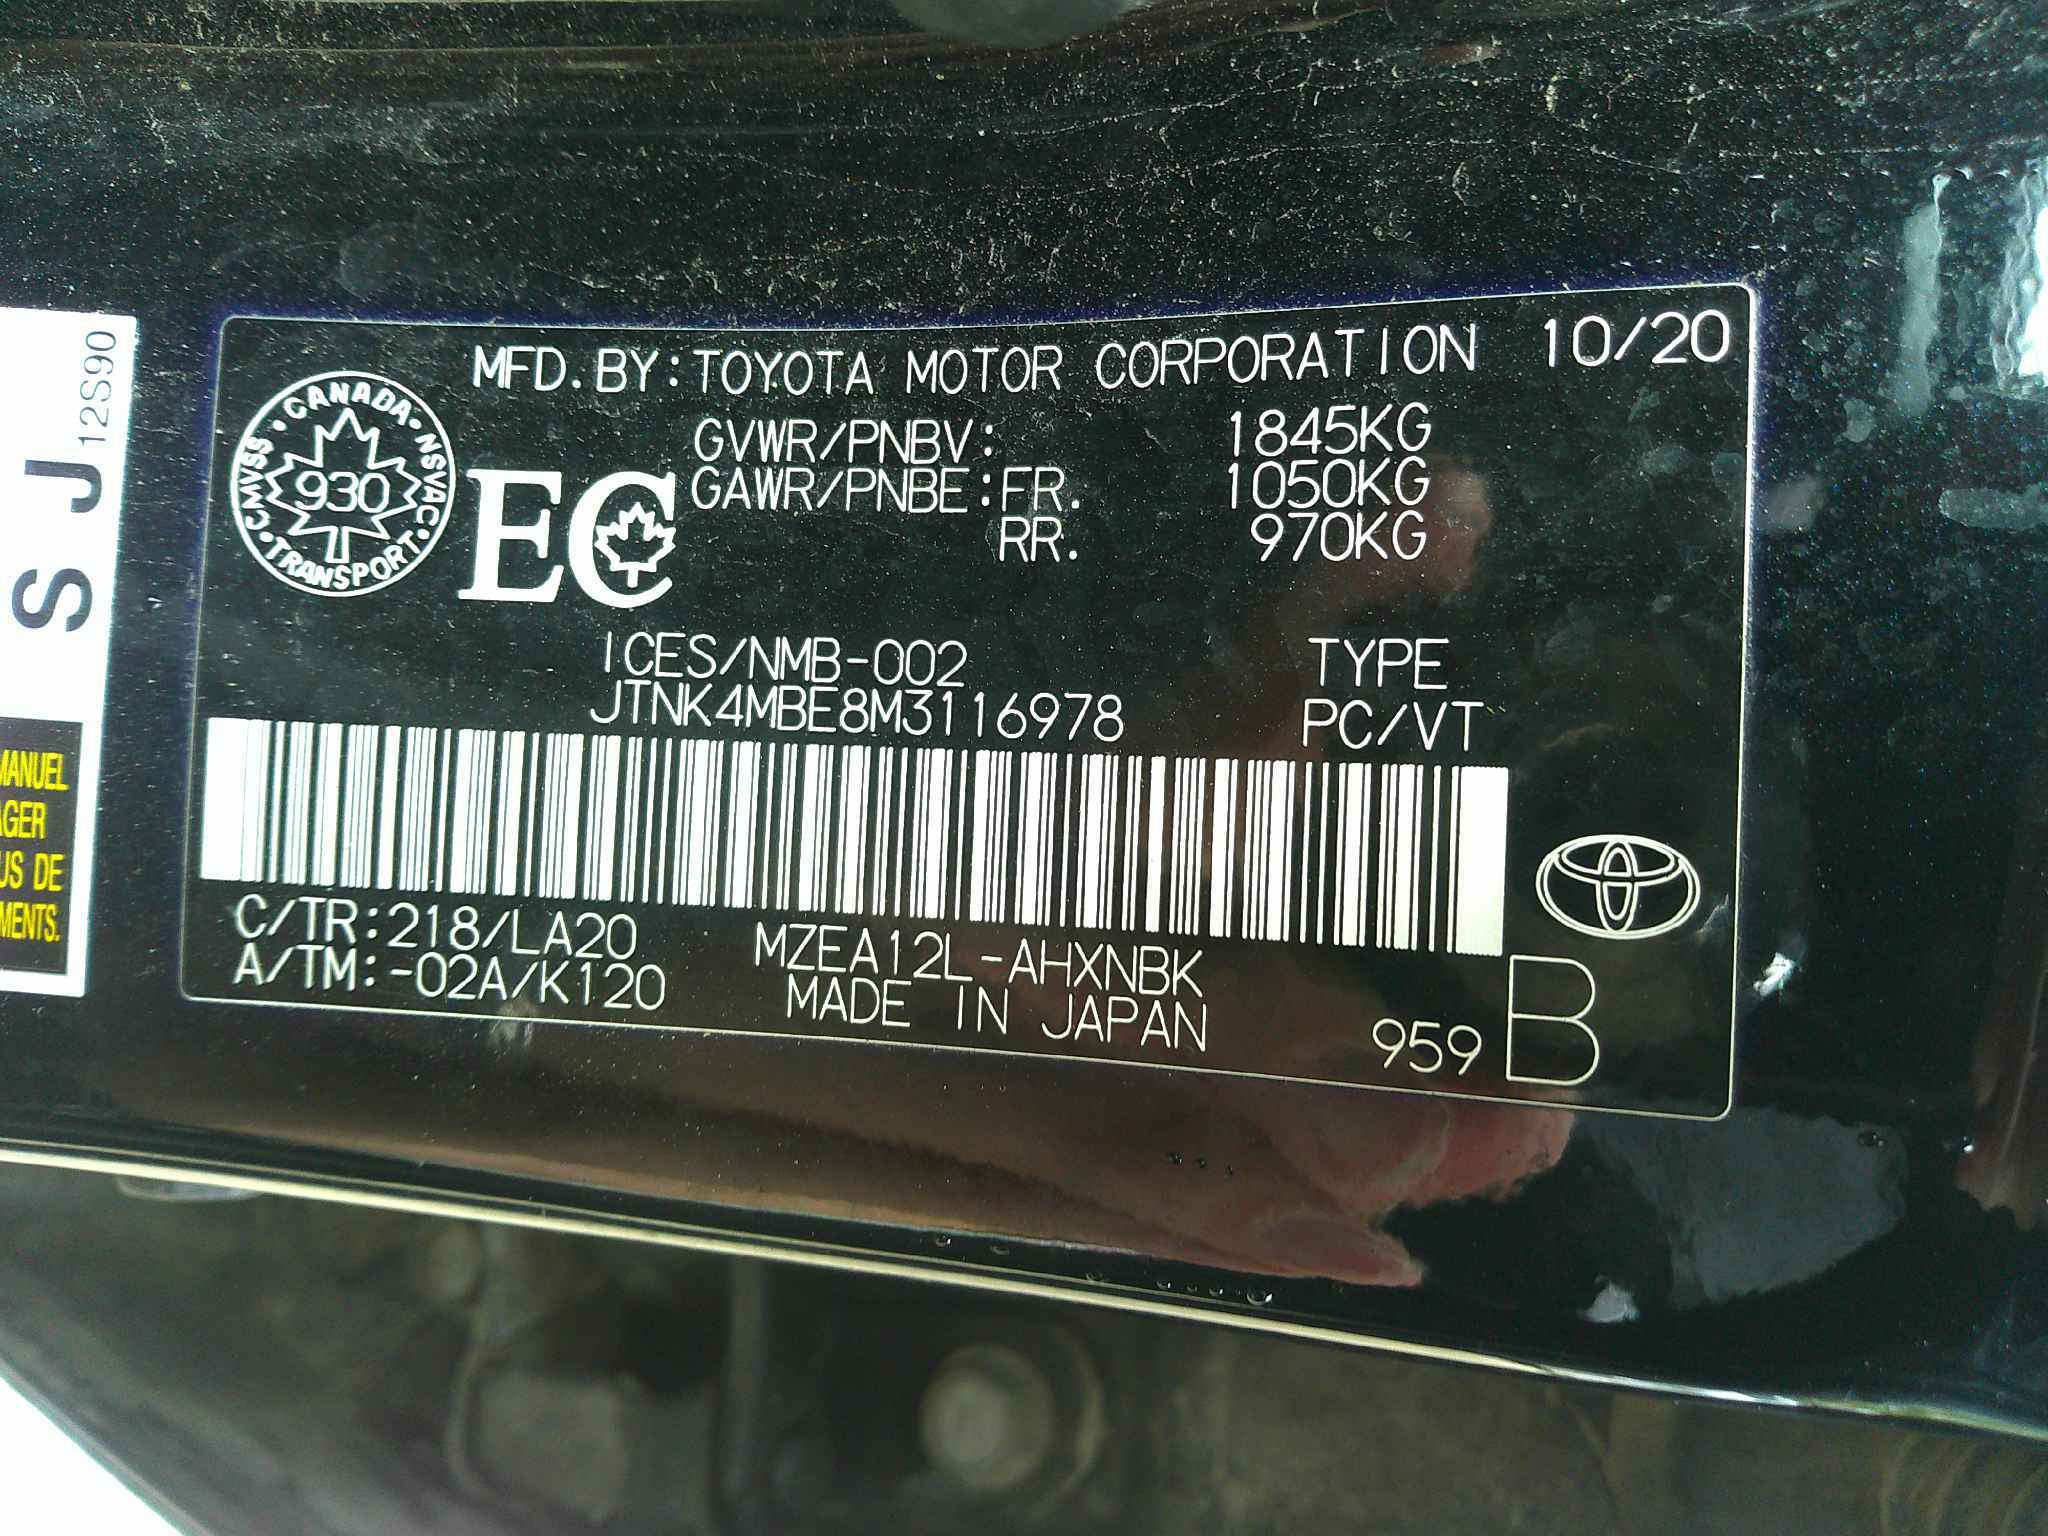 MFD.BY:TOYOTA MOTOR CORPORATION 10/20
GVWR/PNBV: 1845KG
GAWR/PNBE:FR. 1050KG
RR. 970KG
CANADA
CMVSS
NSVAC
930
TRANSPORT
EC
ICES/NMB-002
JTNK4MBE8M3116978
TYPE
PC/VT
C/TR:218/LA20
A/TM:-02A/K120
MZEA12L-AHXNBK
MADE IN JAPAN
959
B
S J 12S90
MANUEL
AGER
US DE
MENTS.